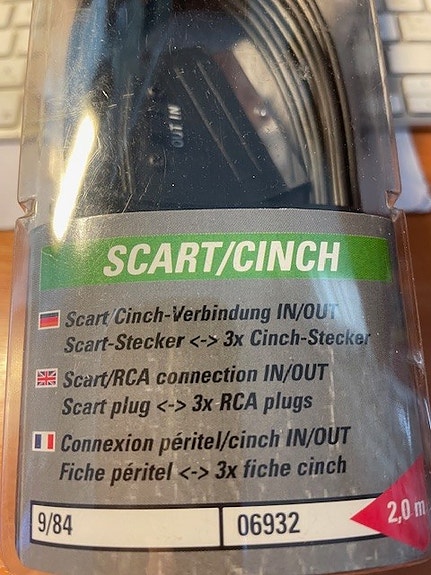 OUT IN
SCART/CINCH
Scart/Cinch-Verbindung IN/OUT
Scart-Stecker <-> 3x Cinch-Stecker
Scart/RCA connection IN/OUT
Scart plug <-> 3x RCA plugs
Connexion péritel/cinch IN/OUT
Fiche péritel <-> 3x fiche cinch
9/84 06932 2,0 m